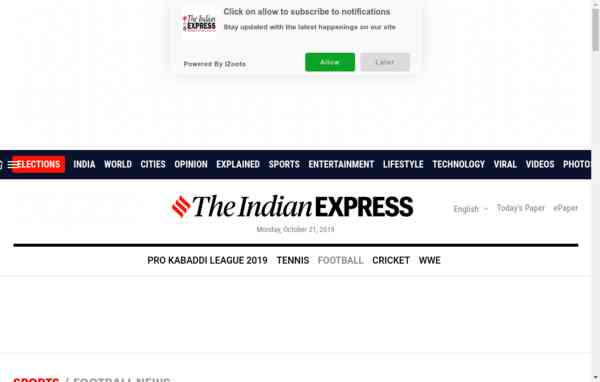 Click on allow to subscribe to notifications
The Indian
EXPRESS
Stay updated with the latest happenings on our site
Powered By iZooto
Allow
Later
ELECTIONS INDIA WORLD CITIES OPINION EXPLAINED SPORTS ENTERTAINMENT LIFESTYLE TECHNOLOGY VIRAL VIDEOS PHOTOS
The Indian EXPRESS
English Today's Paper ePaper
Monday, October 21, 2019
PRO KABADDI LEAGUE 2019 TENNIS FOOTBALL CRICKET WWE
SPORTS / FOOTBALL NEWS